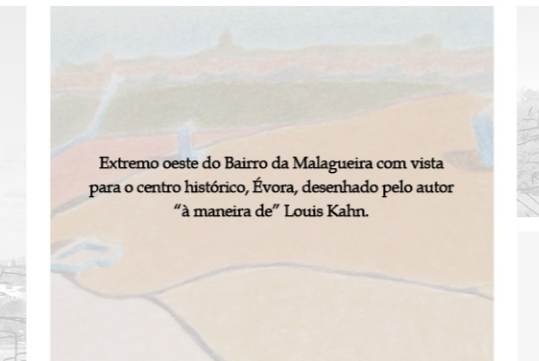 Extremo oeste do Bairro da Malagueira com vista
para o centro histórico, Évora, desenhado pelo autor
“à maneira de” Louis Kahn.